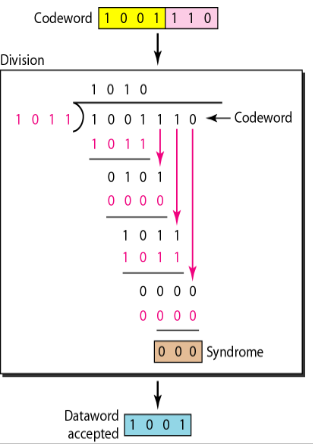 Codeword 1 0 0 1 1 1 0
Division
1 0 1 0
1 0 1 1 1 0 0 1 1 1 0 Codeword
1 0 1 1
0 1 0 1
0 0 0 0
1 0 1 1
1 0 1 1
0 0 0 0
0 0 0 0
0 0 0 Syndrome
Dataword
accepted 1 0 0 1